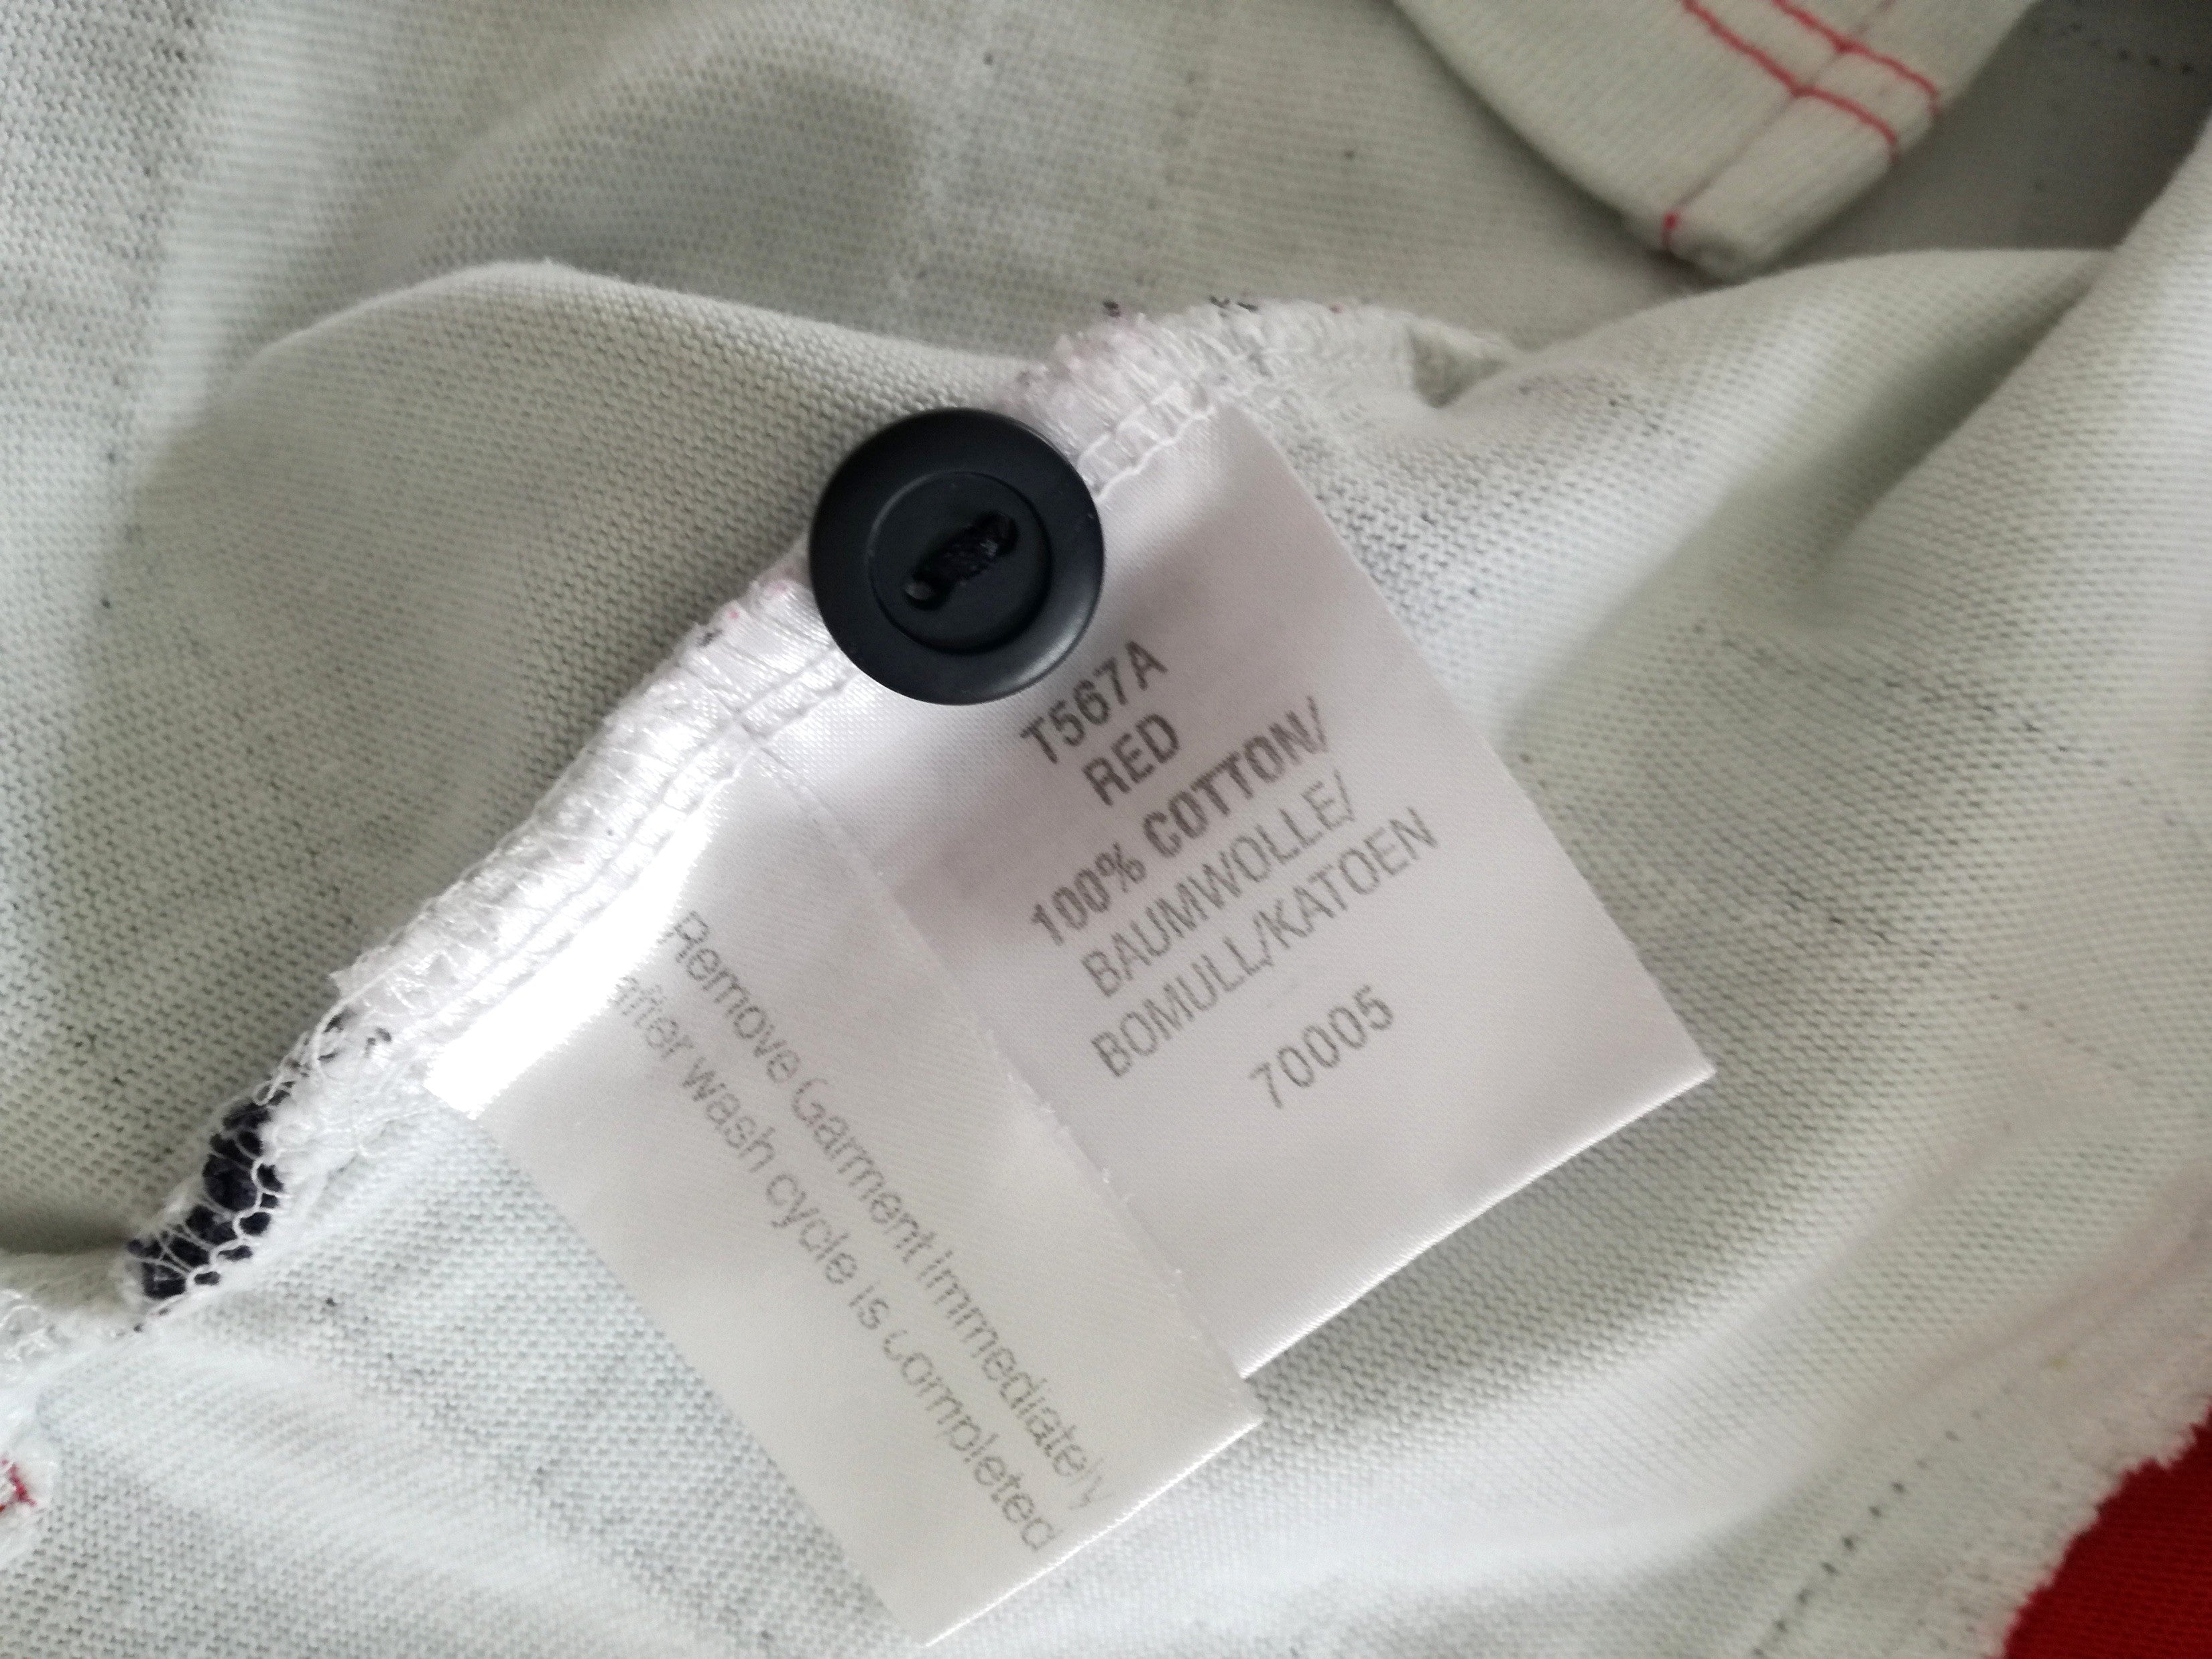 T567A
RED
100% COTTON/
BAUMWOLLE/
BOMULL/KATOEN
70005
Remove Garment immediately
after wash cycle is completed